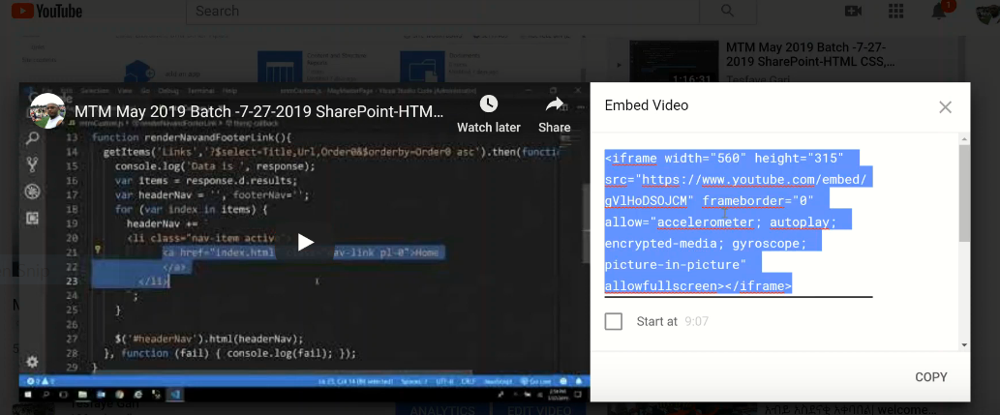 YouTube
Search
1
MTM May 2019 Batch -7-27-
2019 SharePoint-HTML CSS,...
1:16:31
Tesfaye Gari
MTM May 2019 Batch -7-27-2019 SharePoint-HTM...
Watch later
Share
13 function renderNavandFooterLink(){
14 getItems('Links','?$select=Title,Url,Order0&$orderby=Order0 asc').then(functi
15 console.log('Data is ', response);
16 var items = response.d.results;
17 var headerNav = '', footerNav='';
18 for (var index in items) {
19 headerNav += `
20 <li class="nav-item active
21 <a href="index.html av-link pl-0">Home
22 </a>
23 </li>
24 `;
25 }
26
27 $('#headerNav').html(headerNav);
28 }, function (fail) { console.log(fail); });
29 }
Embed Video
<iframe width="560" height="315"
src="https://www.youtube.com/embed/
gVlHoDSOJCM" frameborder="0"
allow="accelerometer; autoplay;
encrypted-media; gyroscope;
picture-in-picture"
allowfullscreen></iframe>
Start at 9:07
COPY
ANALYTICS
EDIT VIDEO